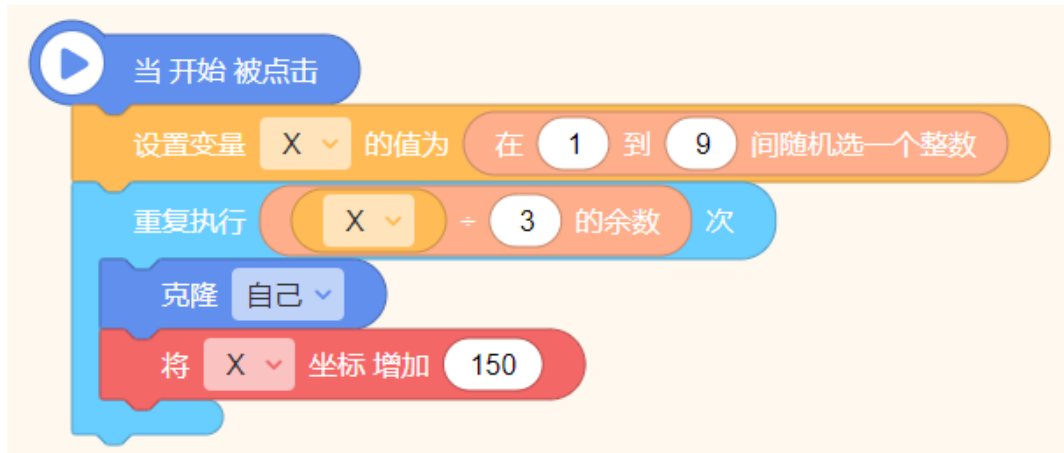 当 开始 被点击
设置变量 X 的值为 在 1 到 9 间随机选一个整数
重复执行 X ÷ 3 的余数 次
克隆 自己
将 X 坐标 增加 150